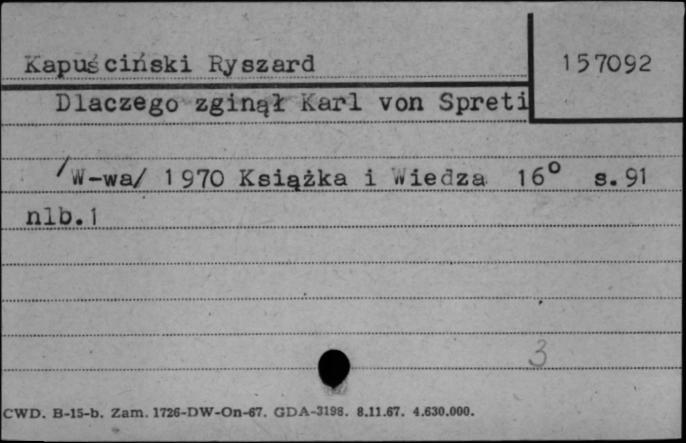 Kapuściński Ryszard
157092
Dlaczego zginął Karl von Spreti
/W-wa/ 1970 Książka i Wiedza 16° s.91
nlb.1
3
CWD. B-15-b. Zam. 1726-DW-On-67. GDA-3198. 8.11.67. 4.630.000.